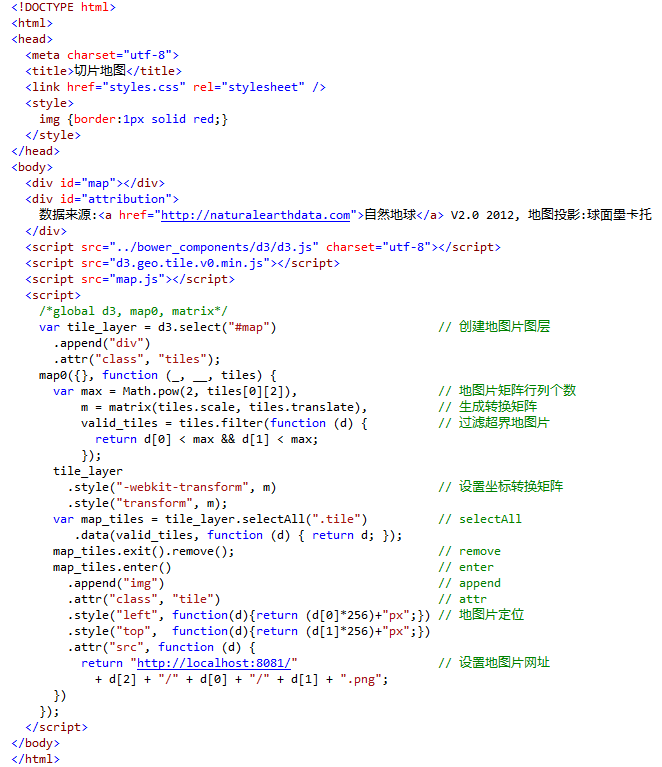 <!DOCTYPE html>
<html>
<head>
  <meta charset="utf-8">
  <title>切片地图</title>
  <link href="styles.css" rel="stylesheet" />
  <style>
    img {border:1px solid red;}
  </style>
</head>
<body>
  <div id="map"></div>
  <div id="attribution">
    数据来源:<a href="http://naturalearthdata.com">自然地球</a> V2.0 2012, 地图投影:球面墨卡托
  </div>
  <script src="../bower_components/d3/d3.js" charset="utf-8"></script>
  <script src="d3.geo.tile.v0.min.js"></script>
  <script src="map.js"></script>
  <script>
    /*global d3, map0, matrix*/
    var tile_layer = d3.select("#map")                       // 创建地图片图层
      .append("div")
      .attr("class", "tiles");
    map0({}, function (_, __, tiles) {
      var max = Math.pow(2, tiles[0][2]),                    // 地图片矩阵行列个数
          m = matrix(tiles.scale, tiles.translate),          // 生成转换矩阵
          valid_tiles = tiles.filter(function (d) {          // 过滤超界地图片
            return d[0] < max && d[1] < max;
          });
      tile_layer
        .style("-webkit-transform", m)                       // 设置坐标转换矩阵
        .style("transform", m);
      var map_tiles = tile_layer.selectAll(".tile")          // selectAll
         .data(valid_tiles, function (d) { return d; });
      map_tiles.exit().remove();                             // remove
      map_tiles.enter()                                      // enter
        .append("img")                                       // append
        .attr("class", "tile")                               // attr
        .style("left", function(d){return (d[0]*256)+"px";}) // 地图片定位
        .style("top",  function(d){return (d[1]*256)+"px";})
        .attr("src", function (d) {
          return "http://localhost:8081/"                    // 设置地图片网址
            + d[2] + "/" + d[0] + "/" + d[1] + ".png";
      })
    });
  </script>
</body>
</html>